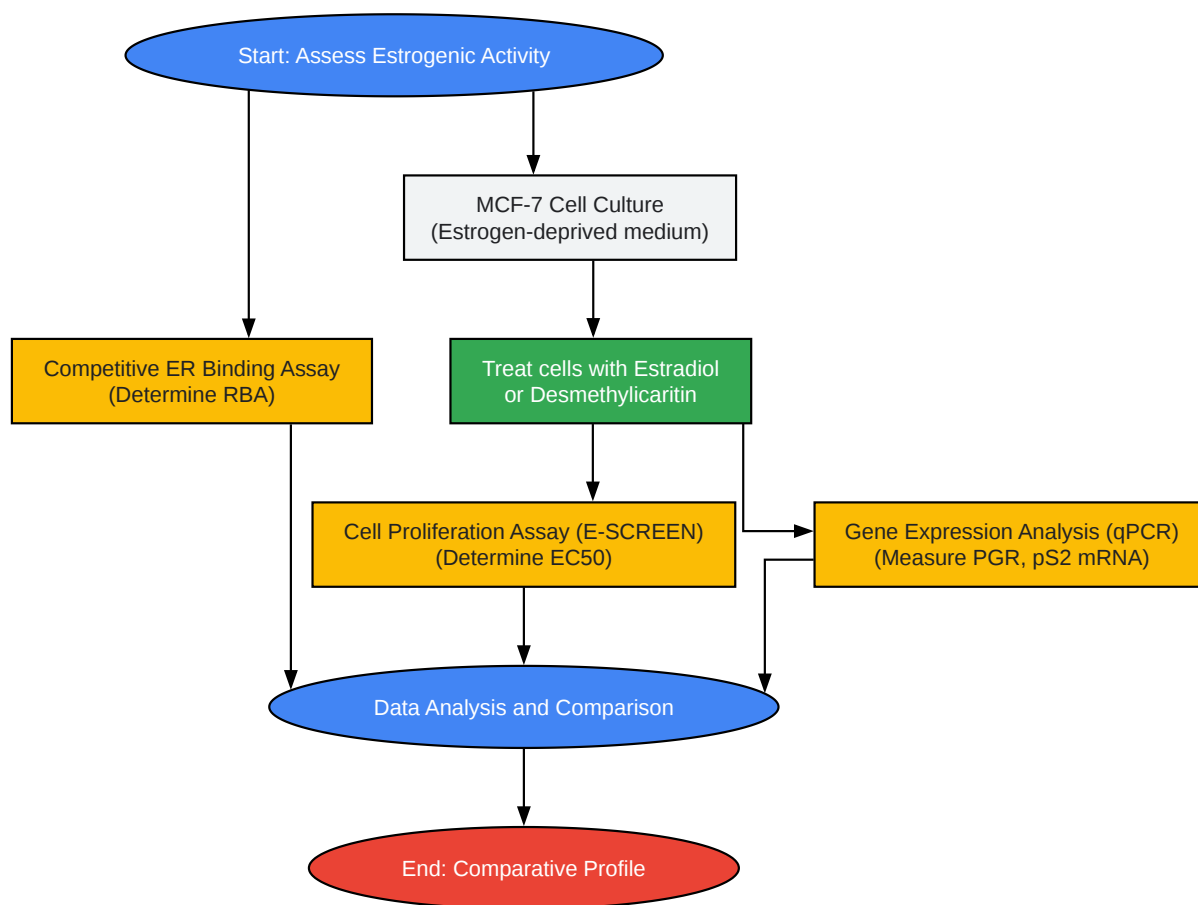 Start: Assess Estrogenic Activity
MCF-7 Cell Culture
(Estrogen-deprived medium)
Competitive ER Binding Assay
(Determine RBA)
Treat cells with Estradiol
or Desmethylicaritin
Cell Proliferation Assay (E-SCREEN)
(Determine EC50)
Gene Expression Analysis (qPCR)
(Measure PGR, pS2 mRNA)
Data Analysis and Comparison
End: Comparative Profile